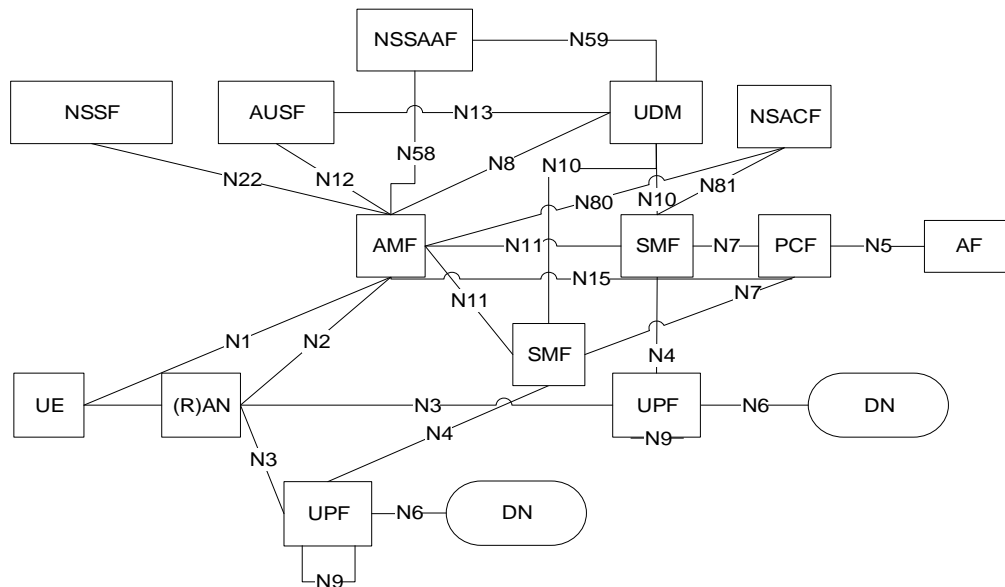 NSSAAF
N59
NSSF
AUSF
N13
UDM
NSACF
N58
N22
N12
N8
N10
N80
N10
N81
AMF
N11
SMF
N7
PCF
N5
AF
N15
N11
N7
N1
N2
SMF
N4
UE
(R)AN
N3
UPF
N6
DN
N4
N9
N3
UPF
N6
DN
N9